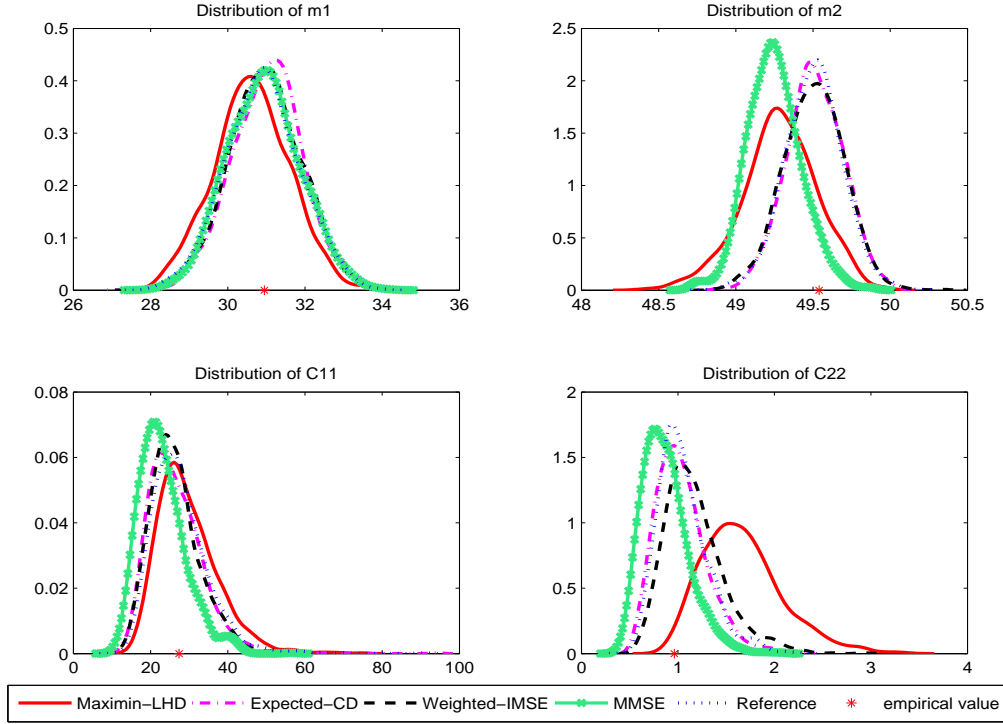 Distribution of m1
Distribution of m2
0.5
0.4
0.3
0.2
0.1
0
26 28 30 32 34 36
2.5
2
1.5
1
0.5
0
48 48.5 49 49.5 50 50.5
Distribution of C11
Distribution of C22
0.08
0.06
0.04
0.02
0
0 20 40 60 80 100
2
1.5
1
0.5
0
0 1 2 3 4
Maximin−LHD Expected−CD Weighted−IMSE MMSE Reference empirical value